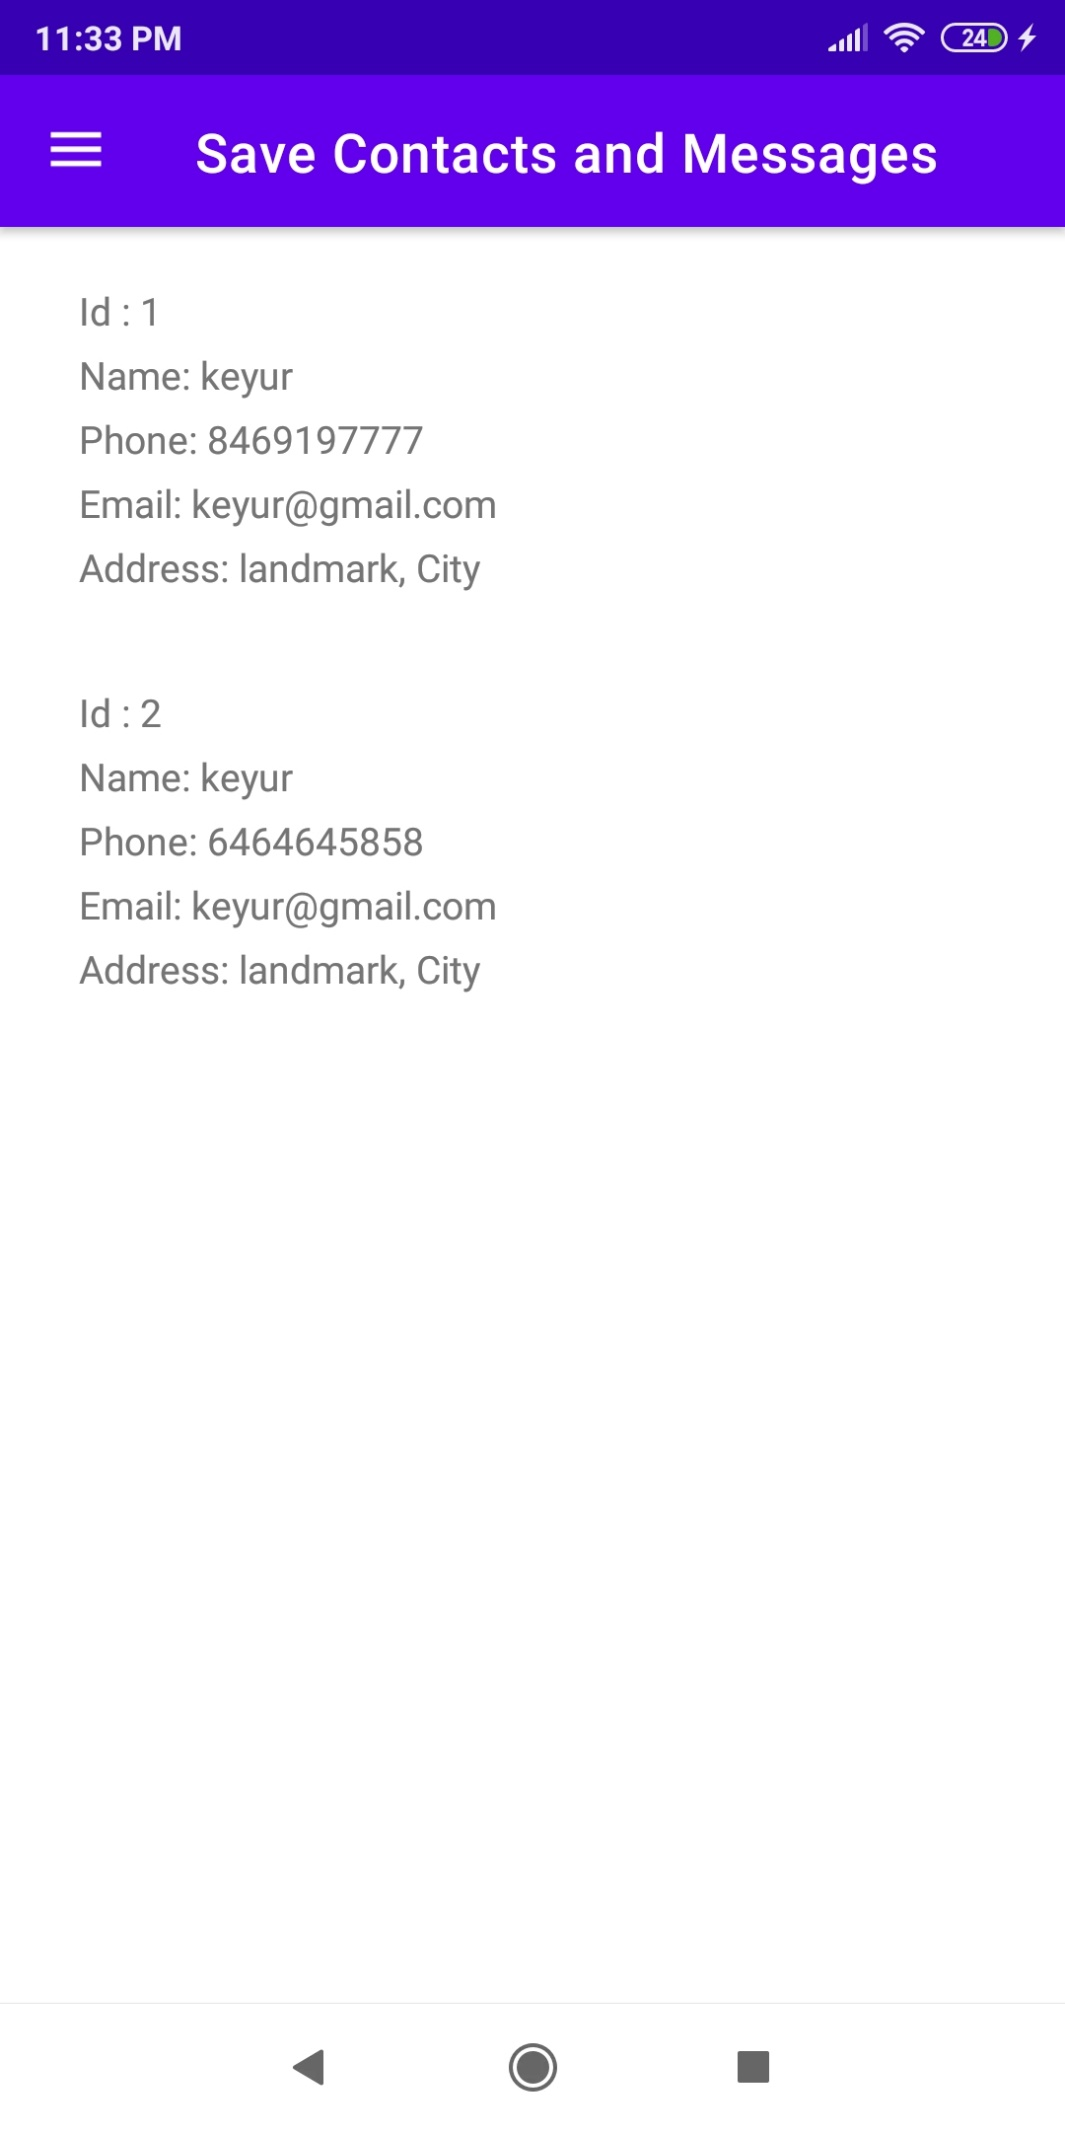 11:33 PM
24
Save Contacts and Messages
Id : 1
Name: keyur
Phone: 8469197777
Email: keyur@gmail.com
Address: landmark, City
Id : 2
Name: keyur
Phone: 6464645858
Email: keyur@gmail.com
Address: landmark, City